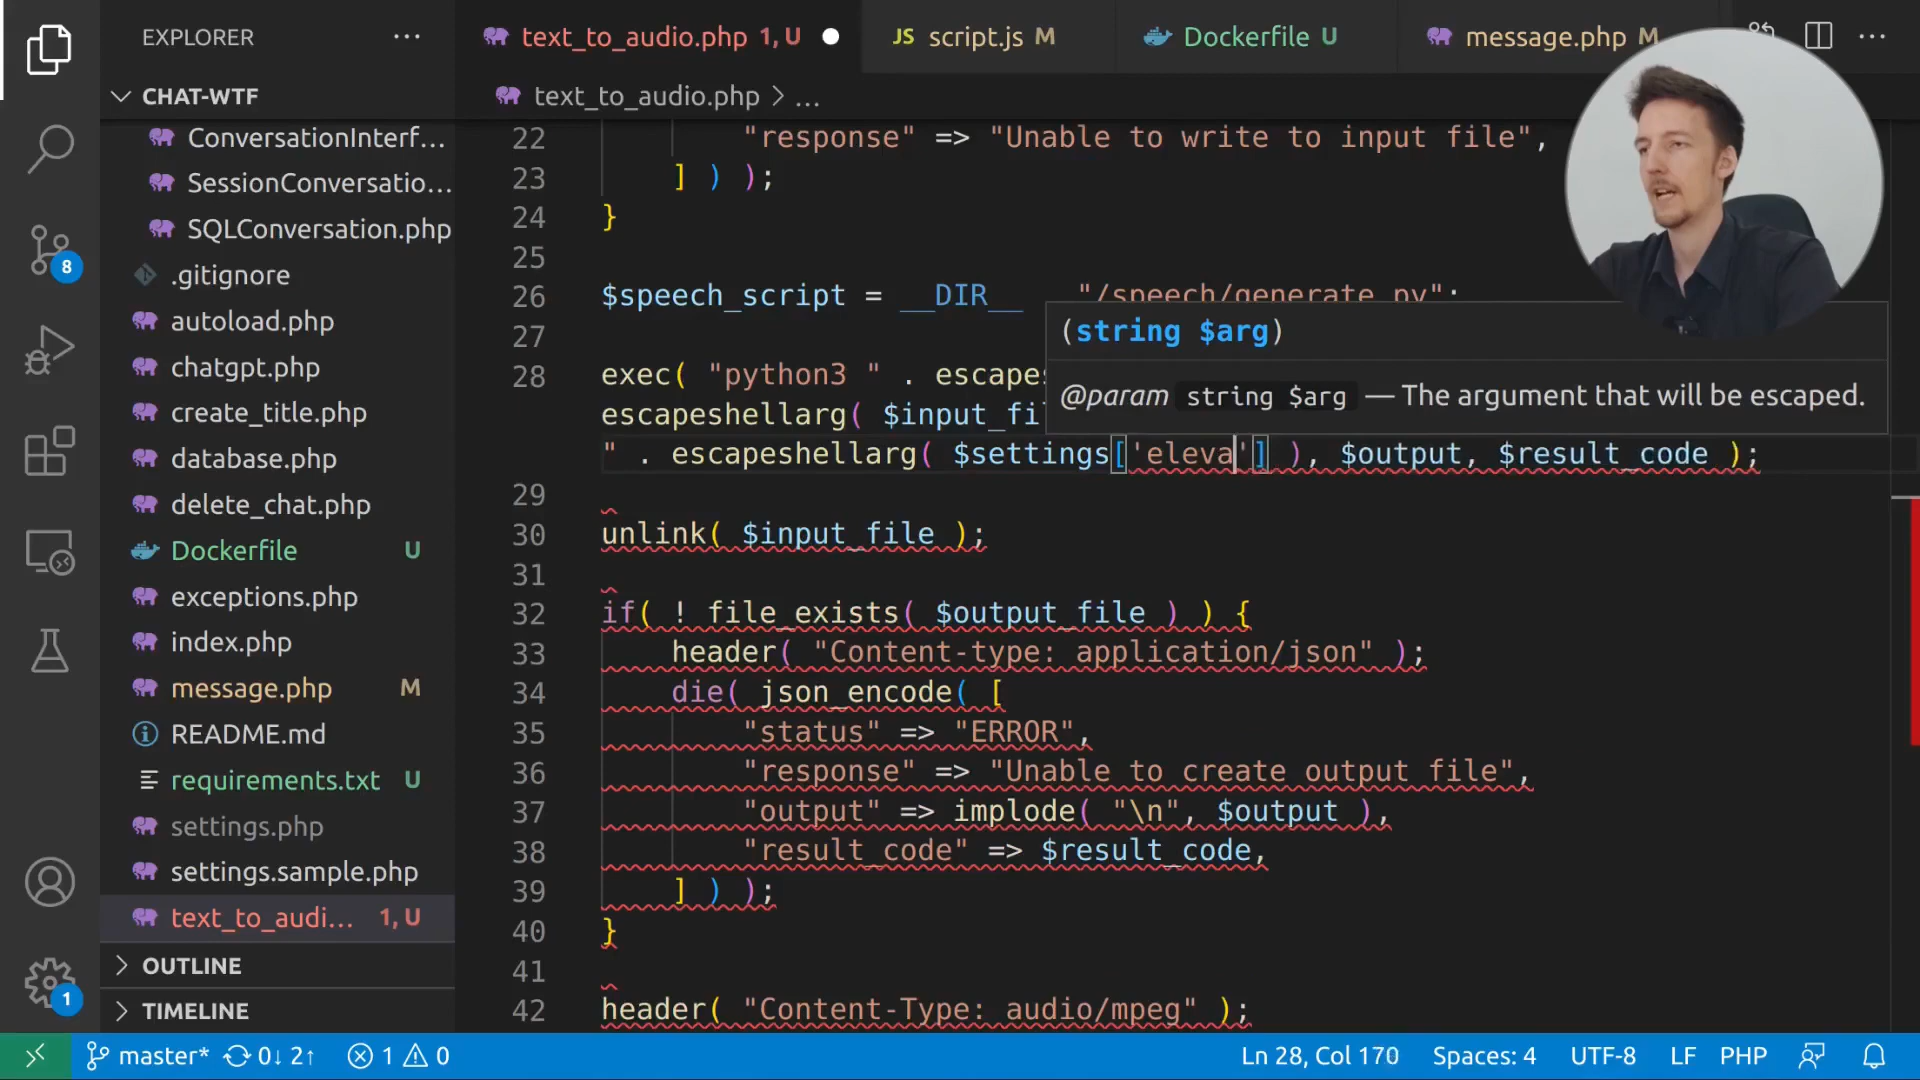 EXPLORER
CHAT-WTF
ConversationInterf...
SessionConversatio...
SQLConversation.php
.gitignore
autoload.php
chatgpt.php
create_title.php
database.php
delete_chat.php
Dockerfile U
exceptions.php
index.php
message.php M
README.md
requirements.txt U
settings.php
settings.sample.php
text_to_audi... 1, U
OUTLINE
TIMELINE
8
1
text_to_audio.php 1, U
JS script.js M
Dockerfile U
message.php M
text_to_audio.php > ...
22 "response" => "Unable to write to input file",
23 ] ) );
24 }
25
26 $speech_script = __DIR__ "/speech/generate.py";
27
(string $arg)
@param string $arg — The argument that will be escaped.
28 exec( "python3 " . escapes
escapeshellarg( $input_fi
" . escapeshellarg( $settings['eleva'] ), $output, $result_code );
29
30 unlink( $input_file );
31
32 if( ! file_exists( $output_file ) ) {
33 header( "Content-type: application/json" );
34 die( json_encode( [
35 "status" => "ERROR",
36 "response" => "Unable to create output file",
37 "output" => implode( "\n", $output ),
38 "result_code" => $result_code,
39 ] ) );
40 }
41
42 header( "Content-Type: audio/mpeg" );
master* 0↓ 2↑ 1 0
Ln 28, Col 170 Spaces: 4 UTF-8 LF PHP